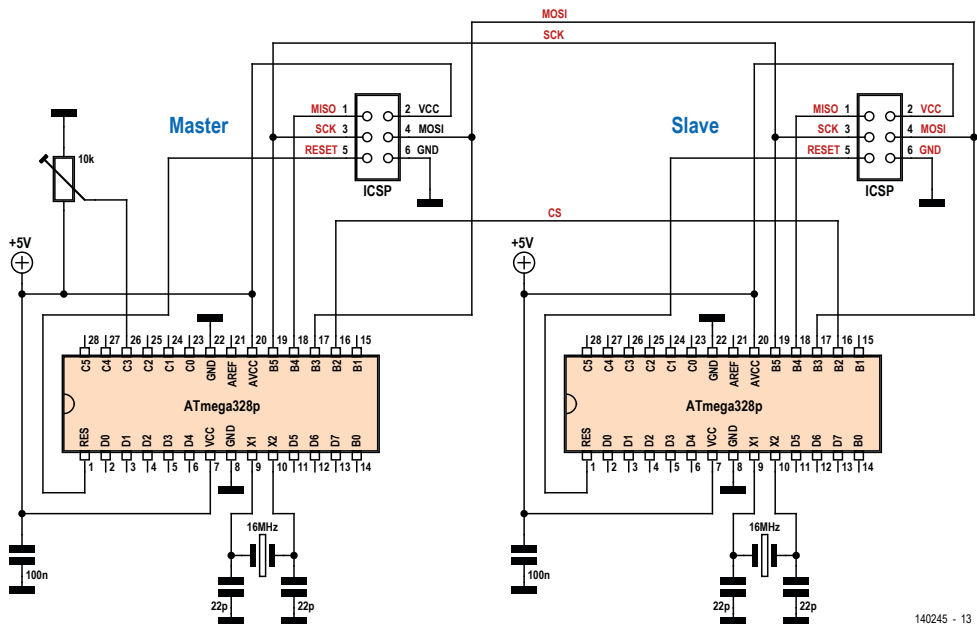 MOSI
SCK
Master
MISO 1
2 VCC
SCK 3
4 MOSI
RESET 5
6 GND
ICSP
Slave
MISO 1
2 VCC
SCK 3
4 MOSI
RESET 5
6 GND
ICSP
10k
CS
+5V
+5V
28 27 26 25 24 23 22 21 20 19 18 17 16 15
C5 C4 C3 C2 C1 C0 GND AREF AVCC B5 B4 B3 B2 B1
ATmega328p
RES D0 D1 D2 D3 D4 VCC GND X1 X2 D5 D6 D7 B0
1 2 3 4 5 6 7 8 9 10 11 12 13 14
28 27 26 25 24 23 22 21 20 19 18 17 16 15
C5 C4 C3 C2 C1 C0 GND AREF AVCC B5 B4 B3 B2 B1
ATmega328p
RES D0 D1 D2 D3 D4 VCC GND X1 X2 D5 D6 D7 B0
1 2 3 4 5 6 7 8 9 10 11 12 13 14
16MHz
16MHz
100n
100n
22p
22p
22p
22p
140245 - 13